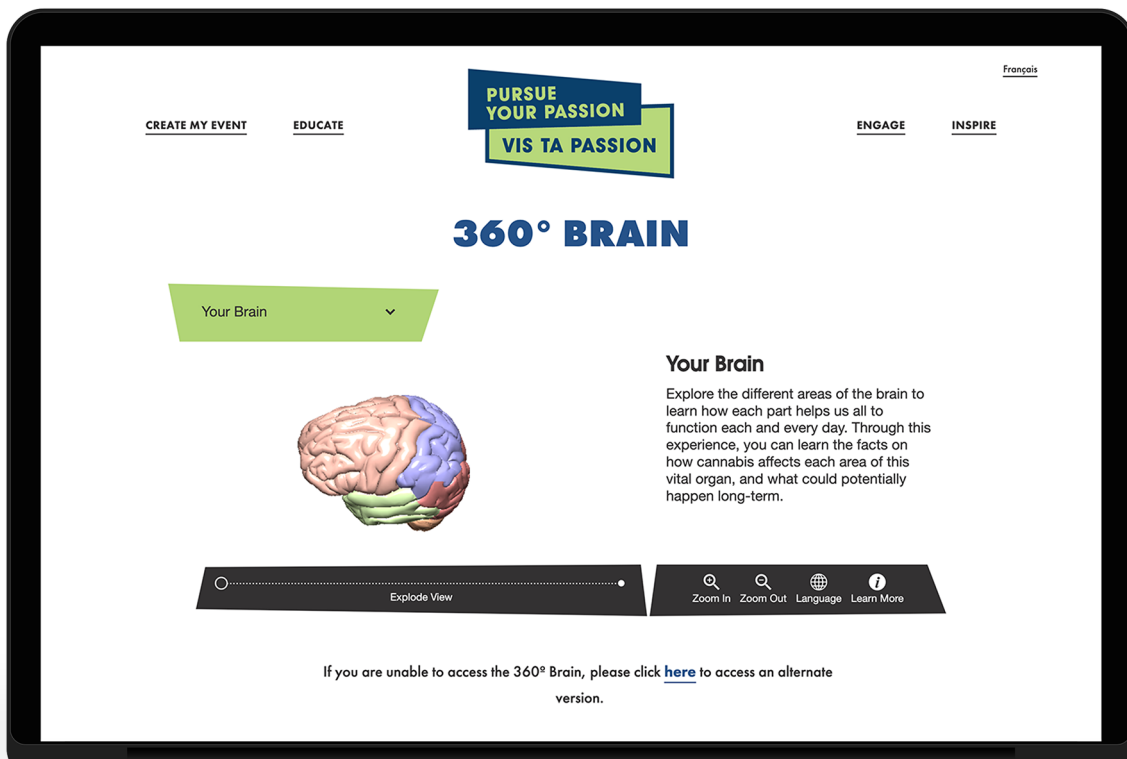 Français
CREATE MY EVENT
EDUCATE
PURSUE
YOUR PASSION
VIS TA PASSION
ENGAGE
INSPIRE
360° BRAIN
Your Brain
Your Brain
Explore the different areas of the brain to
learn how each part helps us all to
function each and every day. Through this
experience, you can learn the facts on
how cannabis affects each area of this
vital organ, and what could potentially
happen long-term.
Explode View
Zoom In
Zoom Out
Language
Learn More
If you are unable to access the 360º Brain, please click here to access an alternate
version.